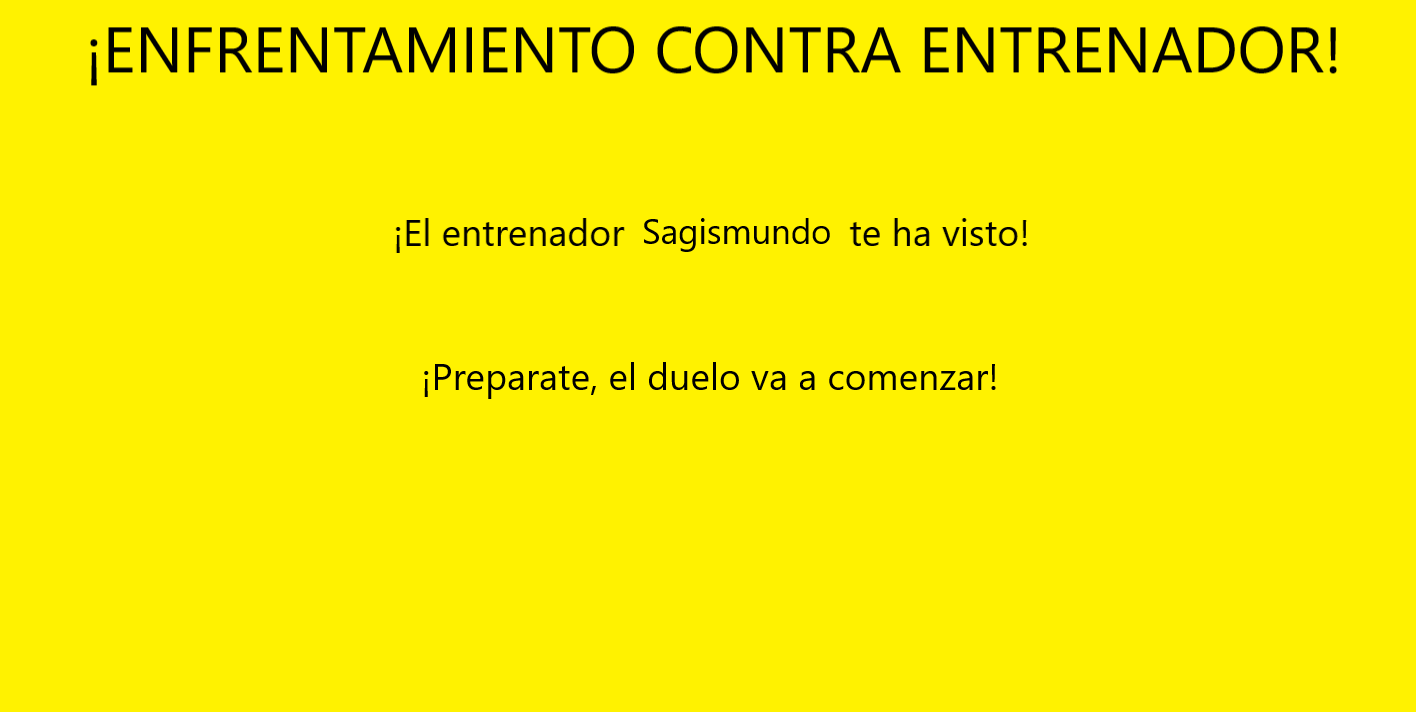 ¡ENFRENTAMIENTO CONTRA ENTRENADOR!
¡El entrenador Sagismundo te ha visto!
¡Preparate, el duelo va a comenzar!